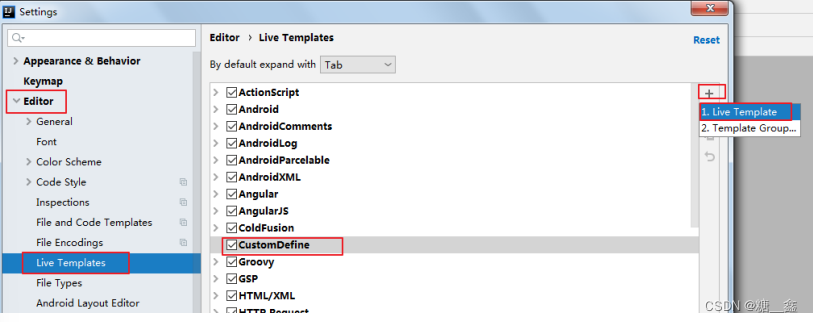 Settings
Editor › Live Templates
Reset
By default expand with Tab
Appearance & Behavior
Keymap
Editor
General
Font
Color Scheme
Code Style
Inspections
File and Code Templates
File Encodings
Live Templates
File Types
Android Layout Editor
ActionScript
Android
AndroidComments
AndroidLog
AndroidParcelable
AndroidXML
Angular
AngularJS
ColdFusion
CustomDefine
Groovy
GSP
HTML/XML
HTTP Request
1. Live Template
2. Template Group...
CSDN @糖__鑫